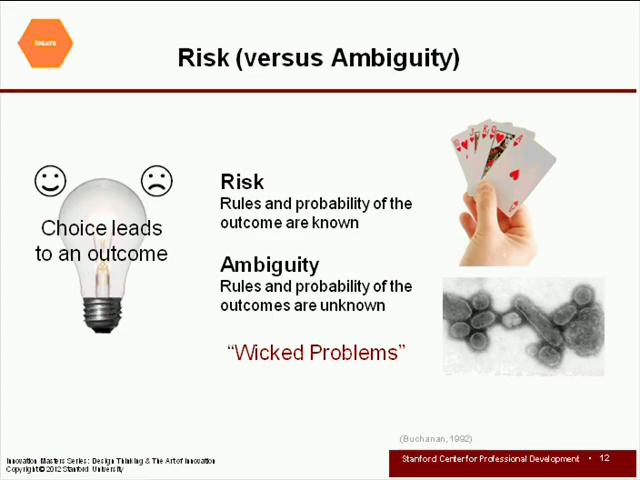 IDEATE
Risk (versus Ambiguity)
Choice leads
to an outcome
Risk
Rules and probability of the
outcome are known
Ambiguity
Rules and probability of the
outcomes are unknown
“Wicked Problems”
(Buchanan, 1992)
Innovation Masters Series: Design Thinking & The Art of Innovation
Copyright © 2012 Stanford University
Stanford Center for Professional Development • 12